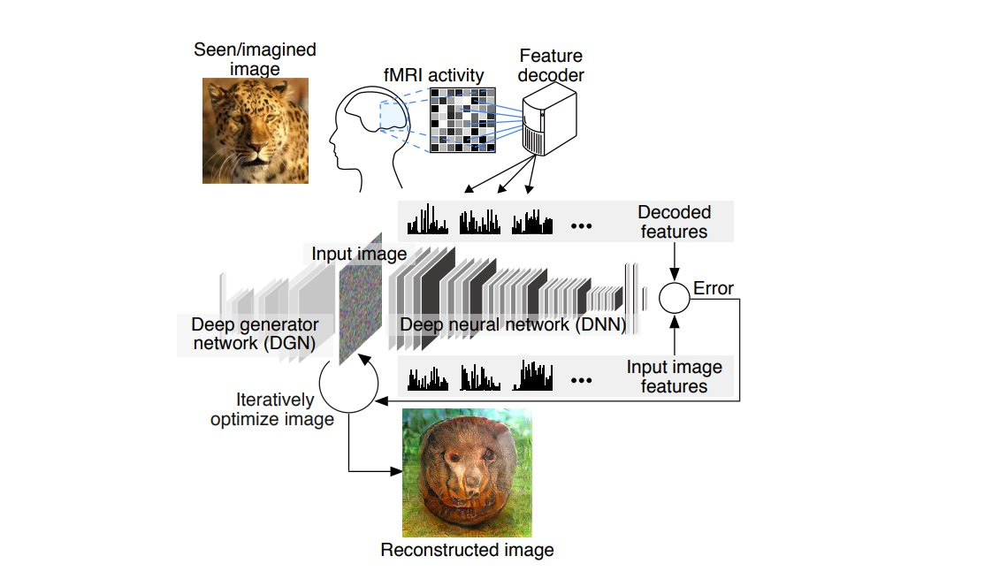 Seen/imagined
image
fMRI activity
Feature
decoder
Decoded
features
Input image
Error
Deep generator
network (DGN)
Deep neural network (DNN)
Input image
features
Iteratively
optimize image
Reconstructed image